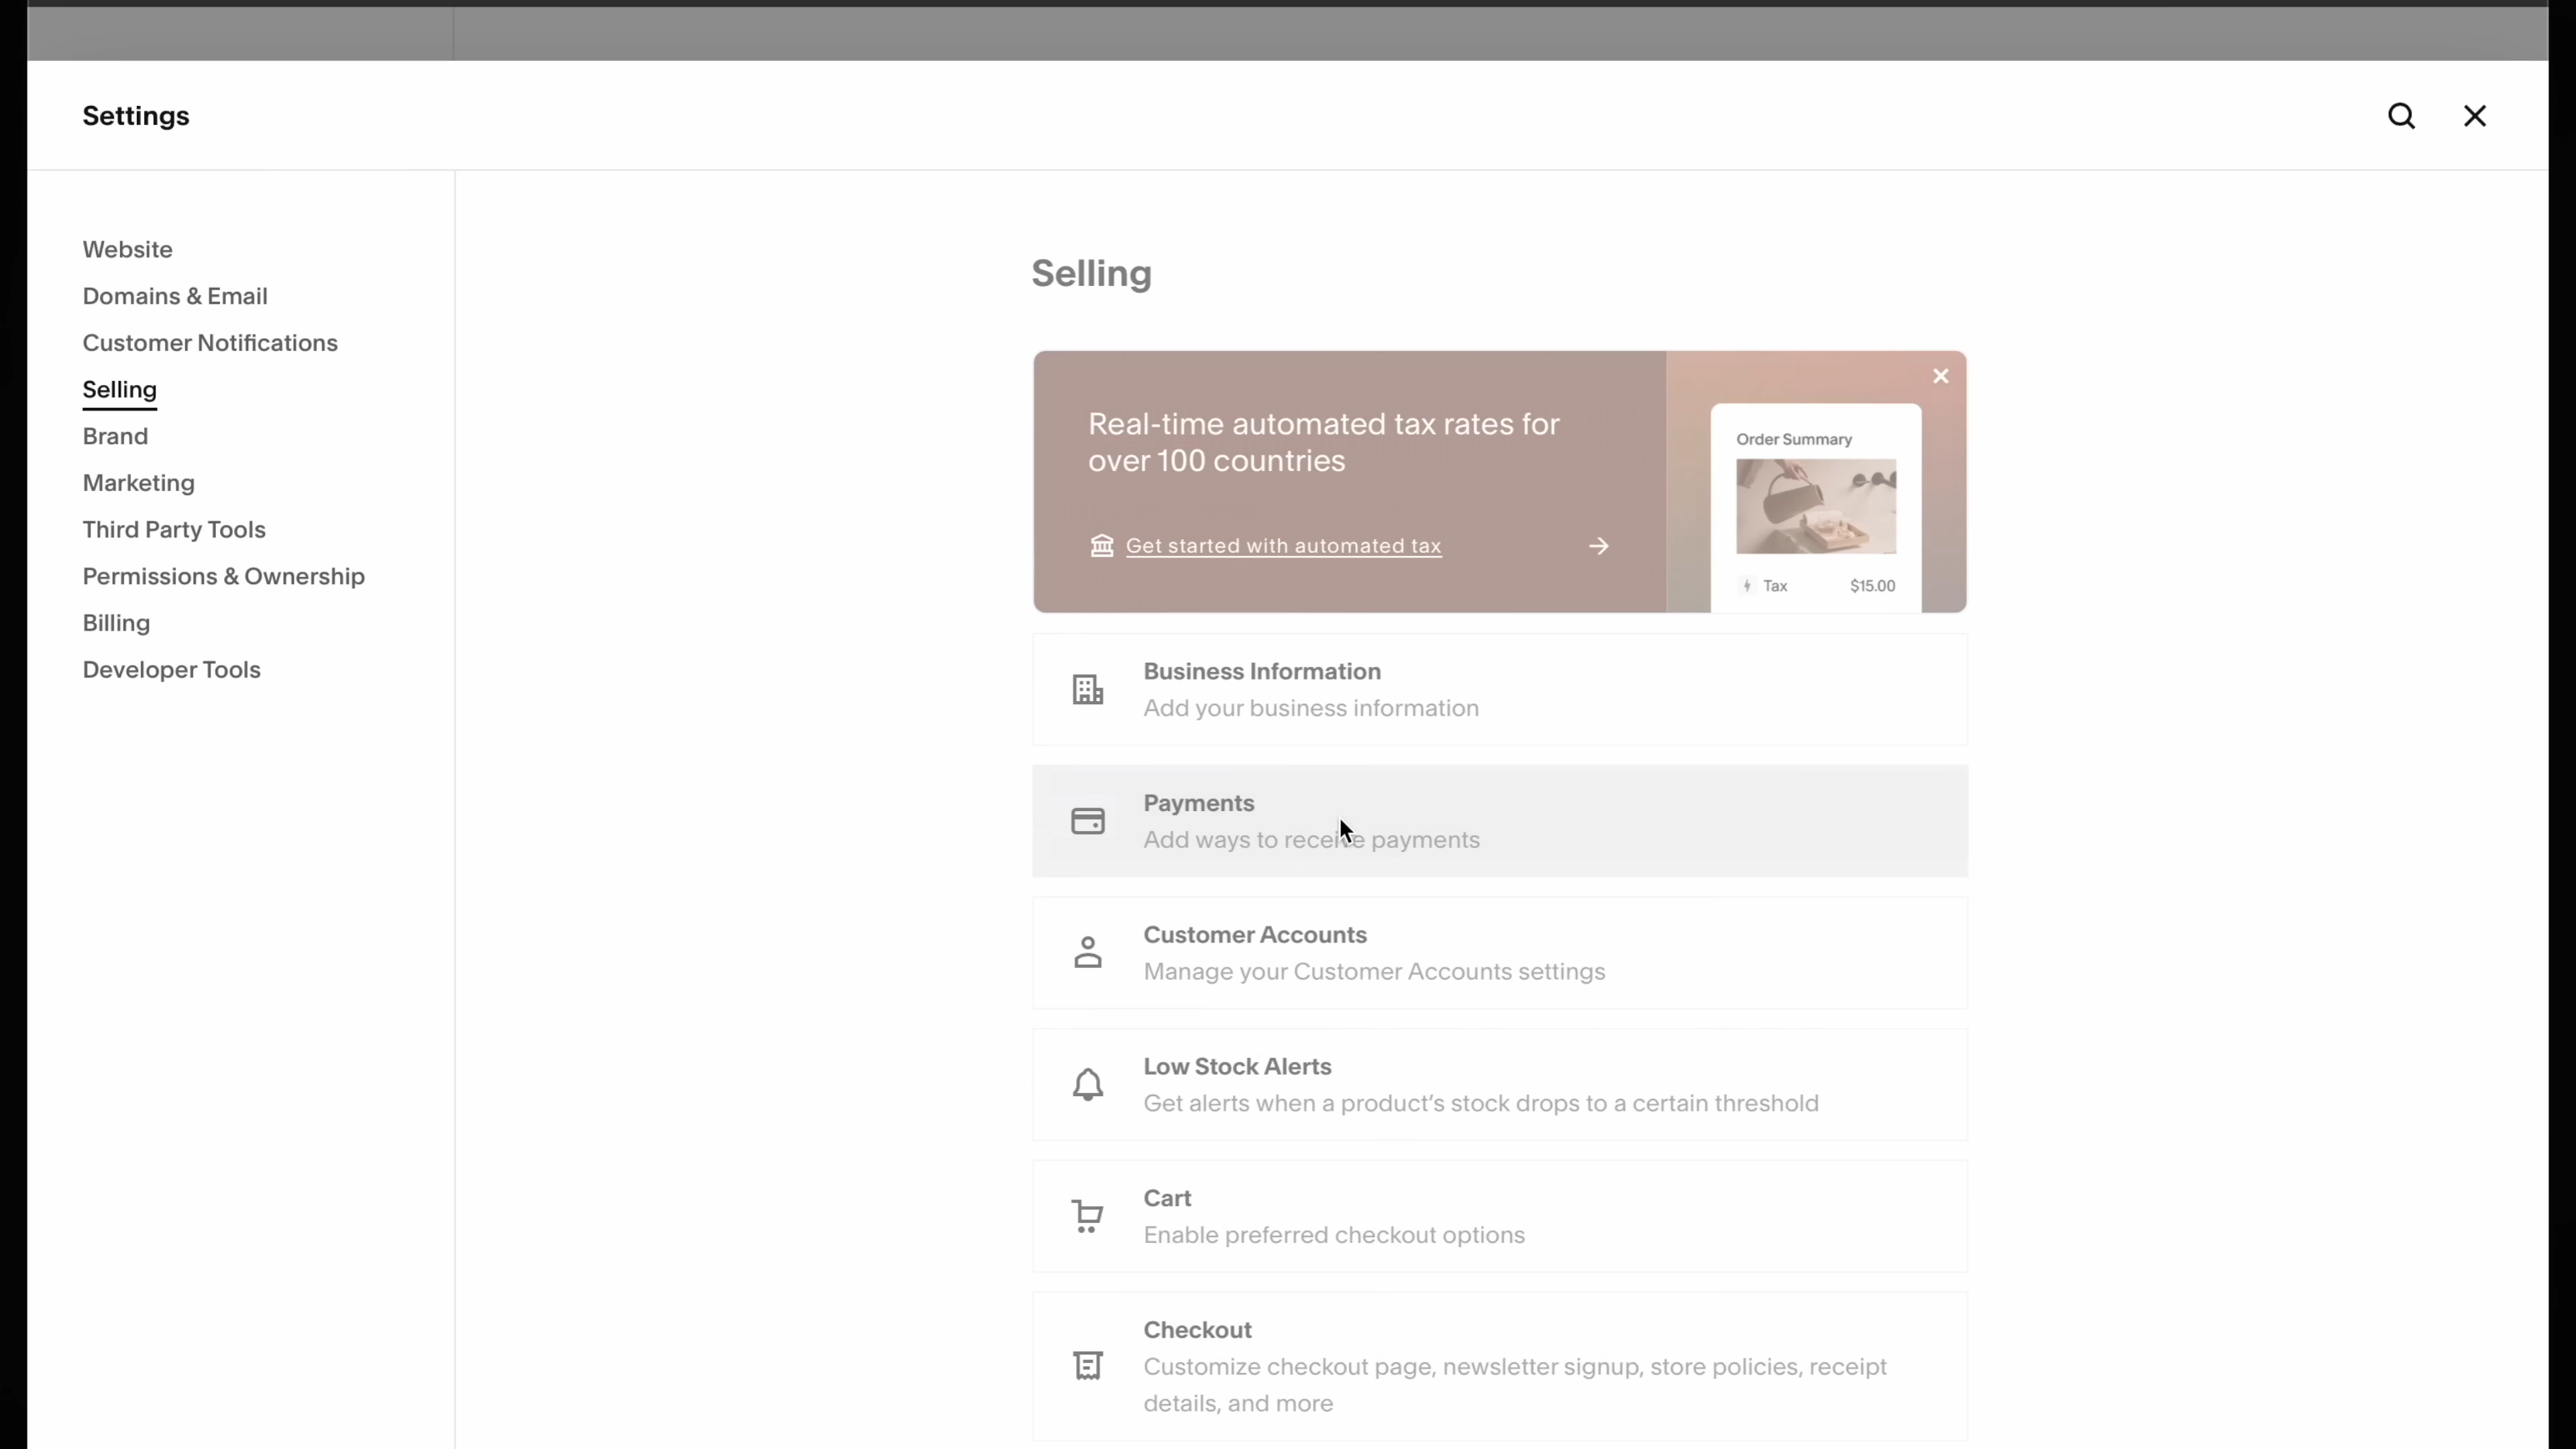 Settings
Website
Domains & Email
Customer Notifications
Selling
Brand
Marketing
Third Party Tools
Permissions & Ownership
Billing
Developer Tools
Selling
Real-time automated tax rates for
over 100 countries
Get started with automated tax
Order Summary
Tax $15.00
Business Information
Add your business information
Payments
Add ways to receive payments
Customer Accounts
Manage your Customer Accounts settings
Low Stock Alerts
Get alerts when a product’s stock drops to a certain threshold
Cart
Enable preferred checkout options
Checkout
Customize checkout page, newsletter signup, store policies, receipt
details, and more